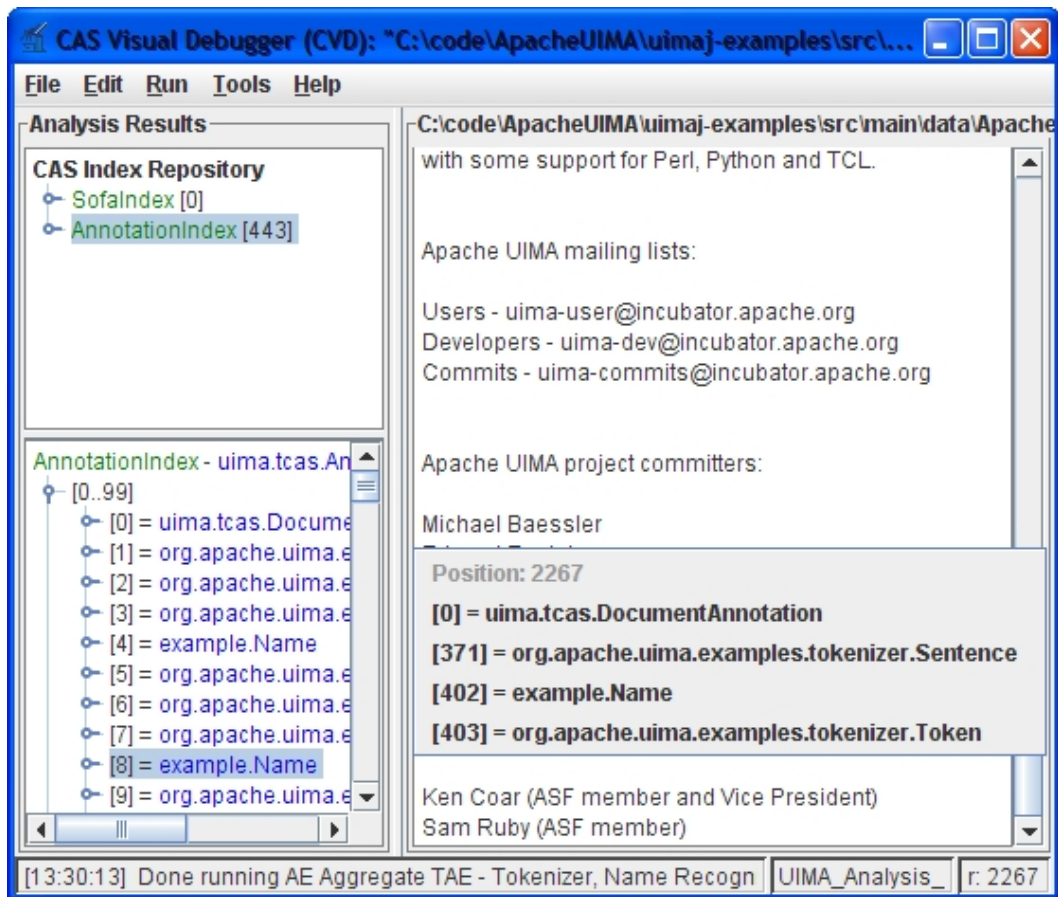 CAS Visual Debugger (CVD): "C:\code\ApacheUIMA\uimaj-examples\src\...
File Edit Run Tools Help
Analysis Results
CAS Index Repository
SofaIndex [0]
AnnotationIndex [443]
AnnotationIndex - uima.tcas.An
[0..99]
[0] = uima.tcas.Docume
[1] = org.apache.uima.e
[2] = org.apache.uima.e
[3] = org.apache.uima.e
[4] = example.Name
[5] = org.apache.uima.e
[6] = org.apache.uima.e
[7] = org.apache.uima.e
[8] = example.Name
[9] = org.apache.uima.e
C:\code\ApacheUIMA\uimaj-examples\src\main\data\Apache
with some support for Perl, Python and TCL.
Apache UIMA mailing lists:
Users - uima-user@incubator.apache.org
Developers - uima-dev@incubator.apache.org
Commits - uima-commits@incubator.apache.org
Apache UIMA project committers:
Michael Baessler
Position: 2267
[0] = uima.tcas.DocumentAnnotation
[371] = org.apache.uima.examples.tokenizer.Sentence
[402] = example.Name
[403] = org.apache.uima.examples.tokenizer.Token
Ken Coar (ASF member and Vice President)
Sam Ruby (ASF member)
[13:30:13] Done running AE Aggregate TAE - Tokenizer, Name Recogn
UIMA_Analysis_
r: 2267